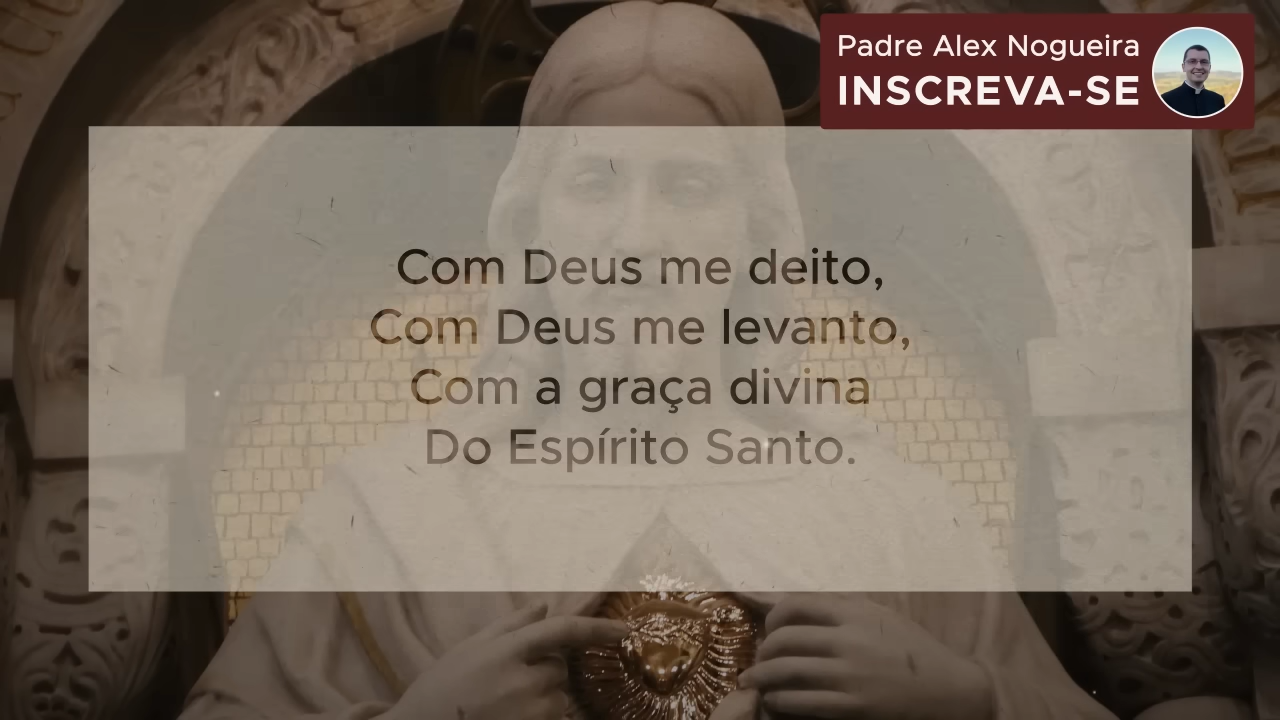 Padre Alex Nogueira
INSCREVA-SE
Com Deus me deito,
Com Deus me levanto,
Com a graça divina
Do Espírito Santo.